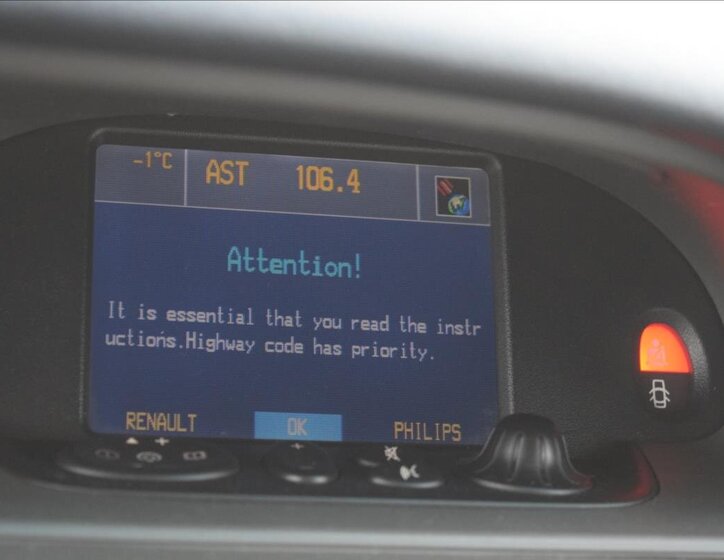 -1°C AST 106.4
Attention!
It is essential that you read the instr
uctions.Highway code has priority.
RENAULT OK PHILIPS